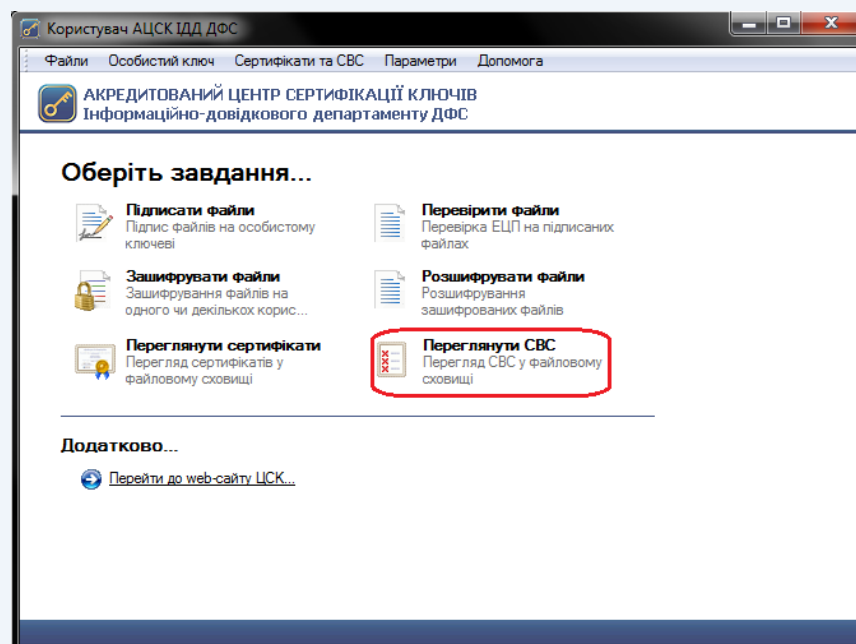 Користувач АЦСК ІДД ДФС
Файли Особистий ключ Сертифікати та СВС Параметри Допомога
АКРЕДИТОВАНИЙ ЦЕНТР СЕРТИФІКАЦІЇ КЛЮЧІВ
Інформаційно-довідкового департаменту ДФС
Оберіть завдання...
Підписати файли
Підпис файлів на особистому
ключеві
Перевірити файли
Перевірка ЕЦП на підписаних
файлах
Зашифрувати файли
Зашифрування файлів на
одного чи декількох корис...
Розшифрувати файли
Розшифрування
зашифрованих файлів
Переглянути сертифікати
Перегляд сертифікатів у
файловому сховищі
Переглянути СВС
Перегляд СВС у файловому
сховищі
Додатково...
Перейти до web-сайту ЦСК...